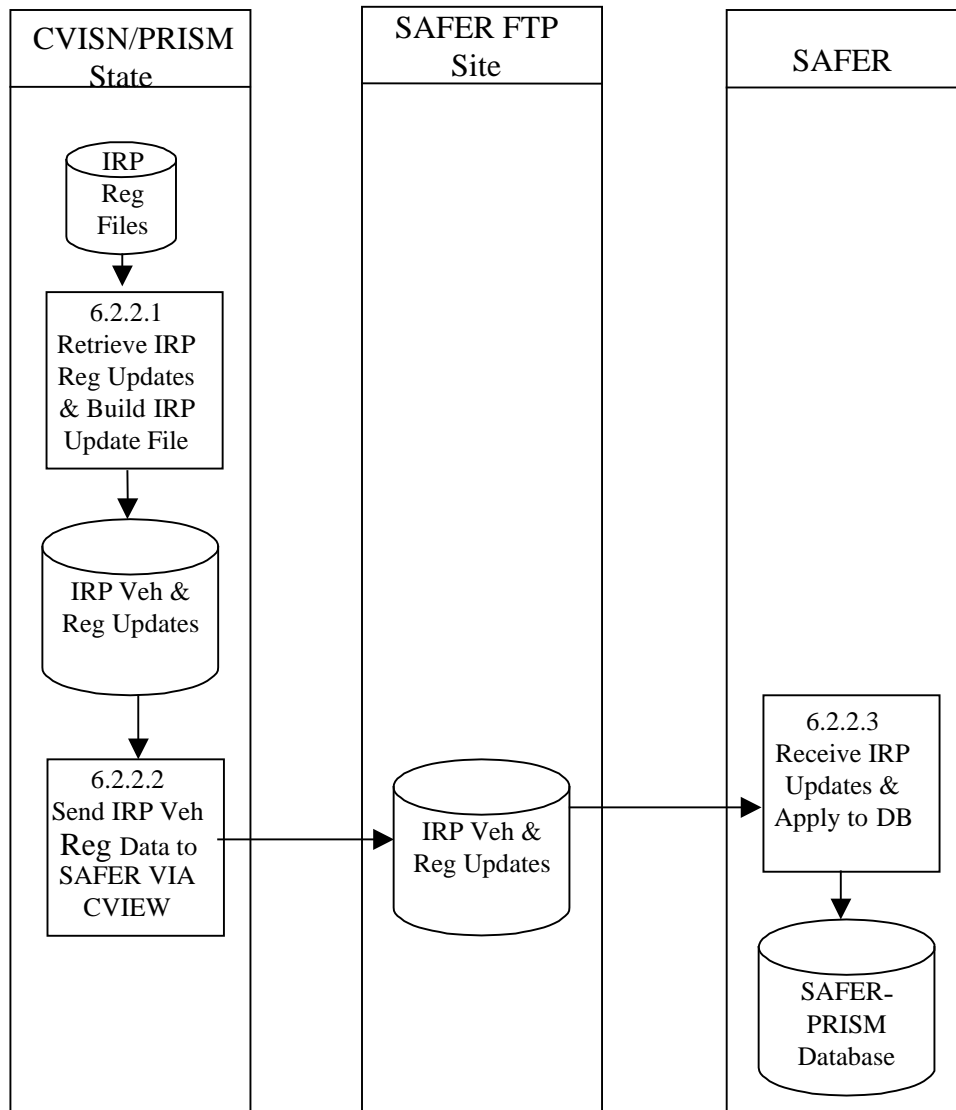 CVISN/PRISM
State
SAFER FTP
Site
SAFER
IRP
Reg
Files
6.2.2.1
Retrieve IRP
Reg Updates
& Build IRP
Update File
IRP Veh &
Reg Updates
6.2.2.2
Send IRP Veh
Reg Data to
SAFER VIA
CVIEW
IRP Veh &
Reg Updates
6.2.2.3
Receive IRP
Updates &
Apply to DB
SAFER-
PRISM
Database